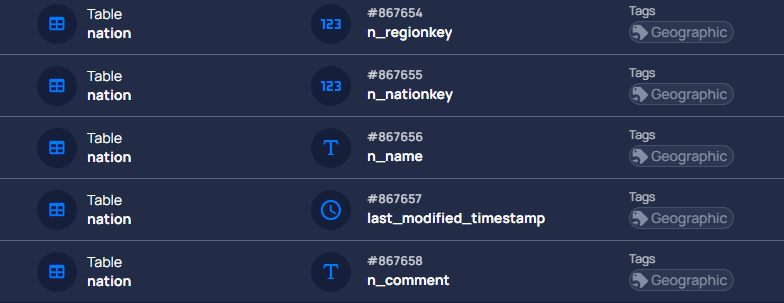 Table
nation
123
#867654
n_regionkey
Tags
Geographic
Table
nation
123
#867655
n_nationkey
Tags
Geographic
Table
nation
T
#867656
n_name
Tags
Geographic
Table
nation
#867657
last_modified_timestamp
Tags
Geographic
Table
nation
T
#867658
n_comment
Tags
Geographic